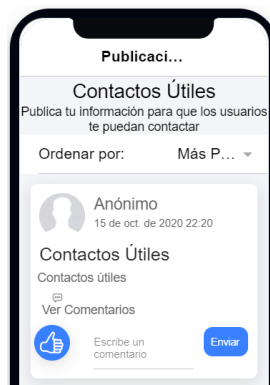 Publicaci...
Contactos Útiles
Publica tu información para que los usuarios
te puedan contactar
Ordenar por: Más P...
Anónimo
15 de oct. de 2020 22:20
Contactos Útiles
Contactos útiles
Ver Comentarios
Escribe un
comentario
Enviar